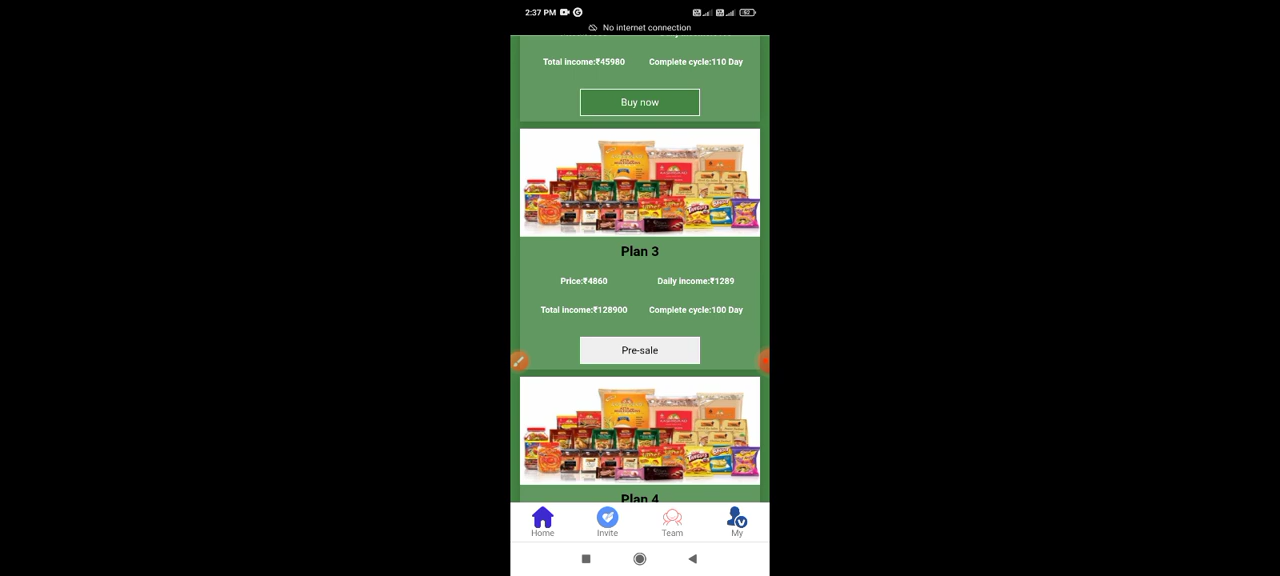 2:37 PM
92
No internet connection
Total income:₹45980
Complete cycle:110 Day
Buy now
Plan 3
Price:₹4860
Daily income:₹1289
Total income:₹128900
Complete cycle:100 Day
Pre-sale
Plan 4
Home
Invite
Team
My